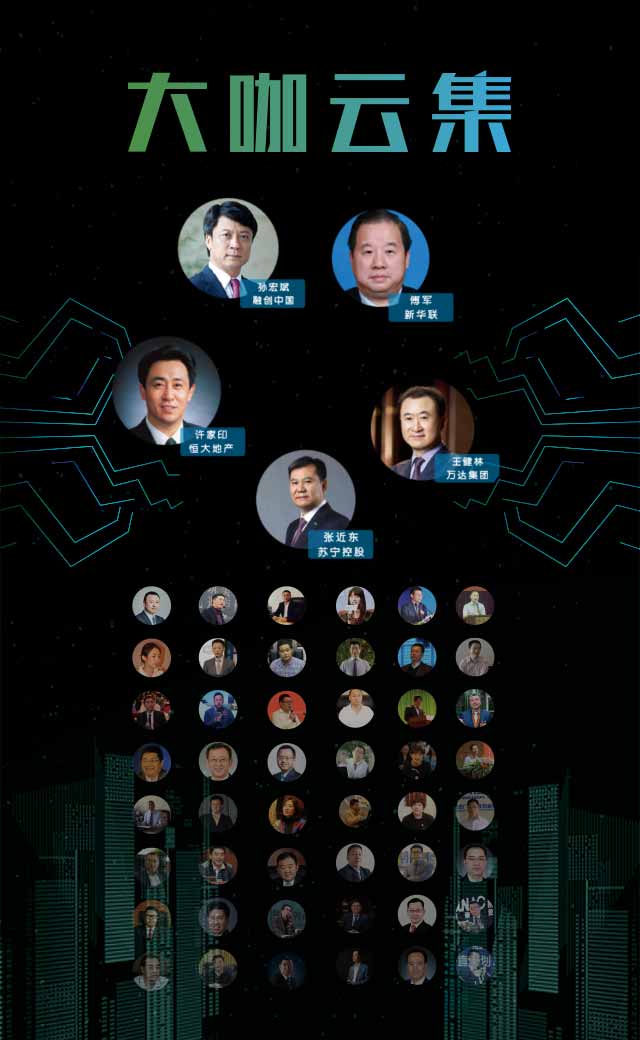 大咖云集
孙宏斌
融创中国
傅军
新华联
许家印
恒大地产
王健林
万达集团
张近东
苏宁控股